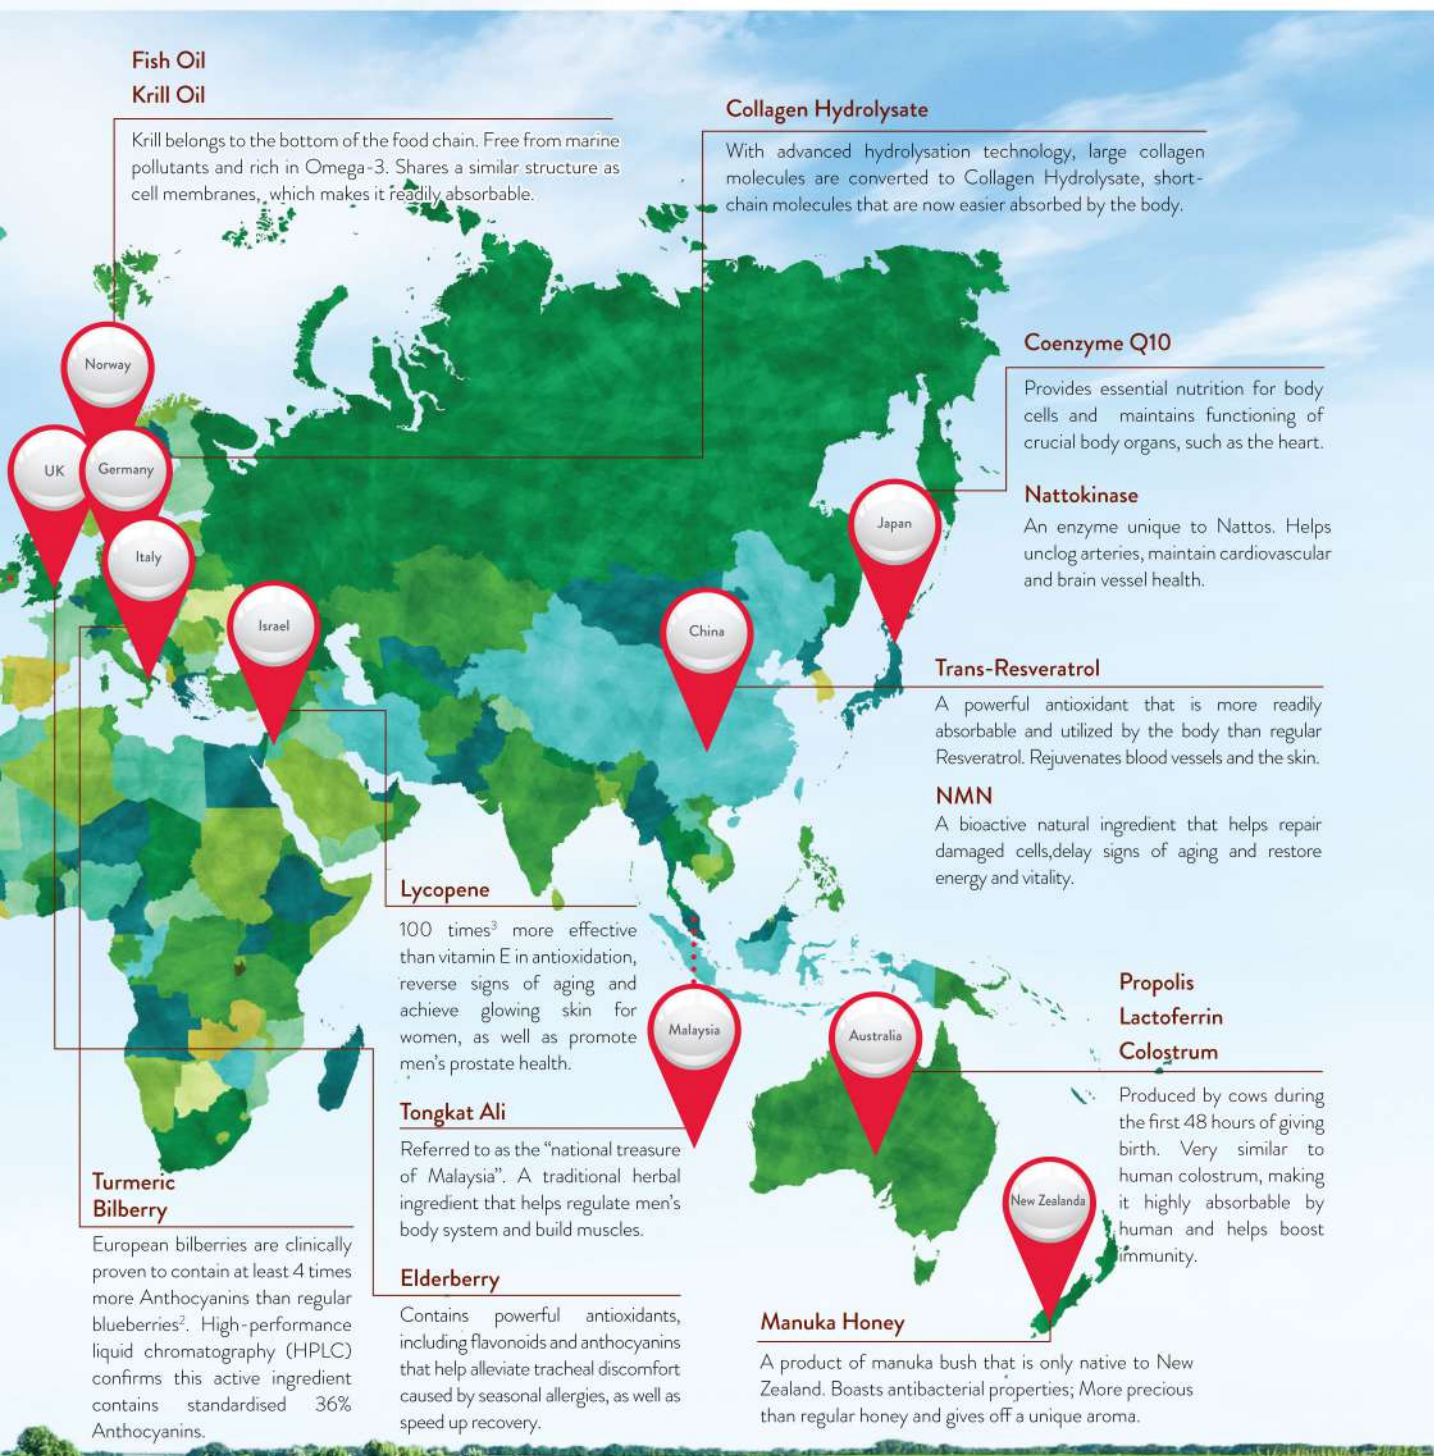 Fish Oil
Krill Oil
Krill belongs to the bottom of the food chain. Free from marine
pollutants and rich in Omega-3. Shares a similar structure as
cell membranes, which makes it readily absorbable.
Collagen Hydrolysate
With advanced hydrolysation technology, large collagen
molecules are converted to Collagen Hydrolysate, short-
chain molecules that are now easier absorbed by the body.
Norway
UK
Germany
Italy
Israel
China
Japan
Coenzyme Q10
Provides essential nutrition for body
cells and maintains functioning of
crucial body organs, such as the heart.
Nattokinase
An enzyme unique to Nattos. Helps
unclog arteries, maintain cardiovascular
and brain vessel health.
Trans-Resveratrol
A powerful antioxidant that is more readily
absorbable and utilized by the body than regular
Resveratrol. Rejuvenates blood vessels and the skin.
NMN
A bioactive natural ingredient that helps repair
damaged cells,delay signs of aging and restore
energy and vitality.
Lycopene
100 times³ more effective
than vitamin E in antioxidation,
reverse signs of aging and
achieve glowing skin for
women, as well as promote
men's prostate health.
Malaysia
Australia
New Zealanda
Propolis
Lactoferrin
Colostrum
Produced by cows during
the first 48 hours of giving
birth. Very similar to
human colostrum, making
it highly absorbable by
human and helps boost
immunity.
Tongkat Ali
Referred to as the “national treasure
of Malaysia”. A traditional herbal
ingredient that helps regulate men's
body system and build muscles.
Turmeric
Bilberry
European bilberries are clinically
proven to contain at least 4 times
more Anthocyanins than regular
blueberries². High-performance
liquid chromatography (HPLC)
confirms this active ingredient
contains standardised 36%
Anthocyanins.
Elderberry
Contains powerful antioxidants,
including flavonoids and anthocyanins
that help alleviate tracheal discomfort
caused by seasonal allergies, as well as
speed up recovery.
Manuka Honey
A product of manuka bush that is only native to New
Zealand. Boasts antibacterial properties; More precious
than regular honey and gives off a unique aroma.